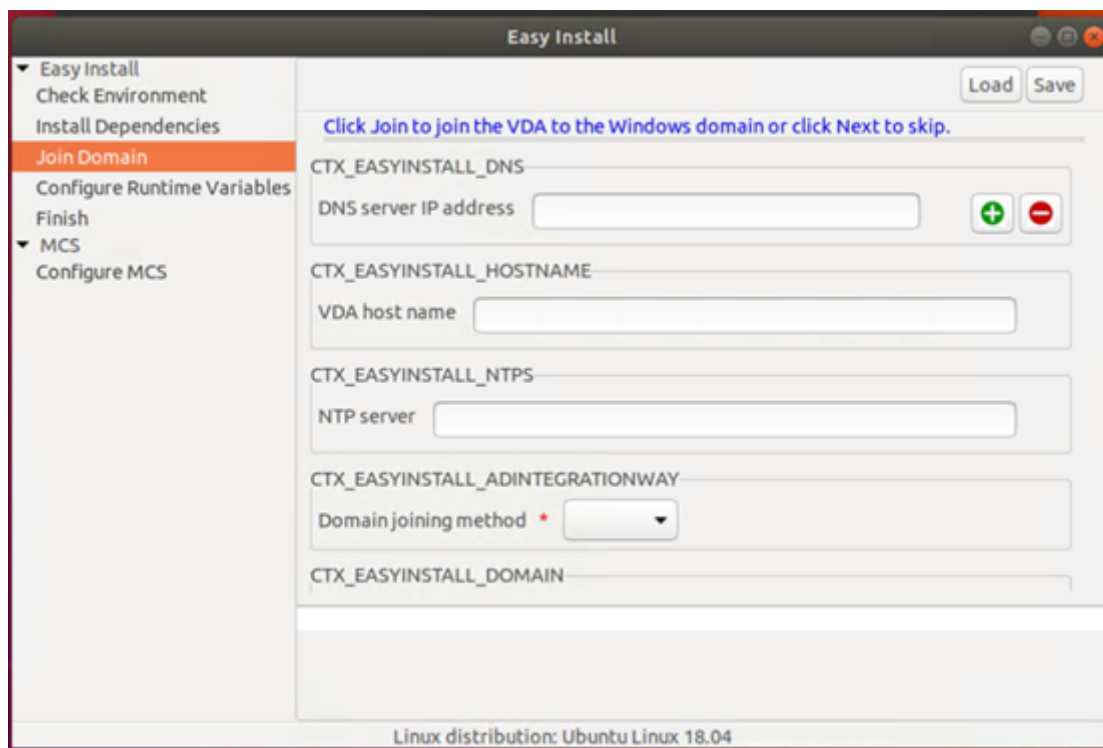 Easy Install
Easy Install
Check Environment
Install Dependencies
Join Domain
Configure Runtime Variables
Finish
MCS
Configure MCS
Load Save
Click Join to join the VDA to the Windows domain or click Next to skip.
CTX_EASYINSTALL_DNS
DNS server IP address
CTX_EASYINSTALL_HOSTNAME
VDA host name
CTX_EASYINSTALL_NTPS
NTP server
CTX_EASYINSTALL_ADINTEGRATIONWAY
Domain joining method *
CTX_EASYINSTALL_DOMAIN
Linux distribution: Ubuntu Linux 18.04